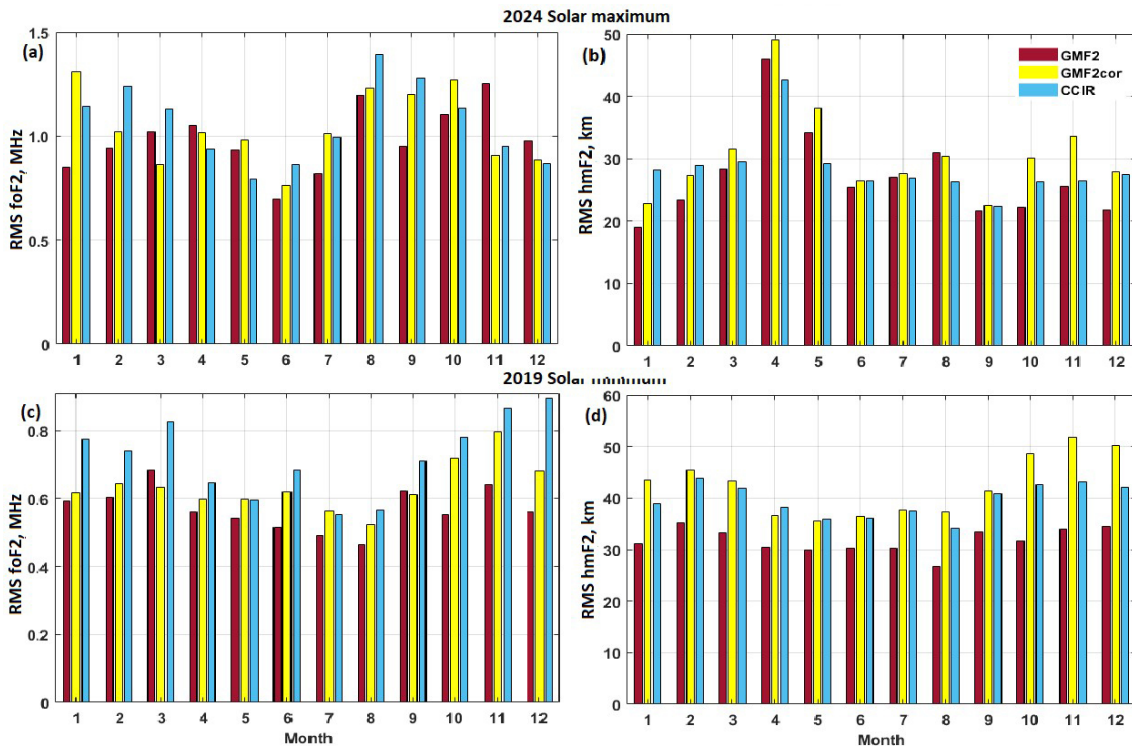 2024 Solar maximum
(a)
RMS foF2, MHz
1.5
1.0
0.5
0
1 2 3 4 5 6 7 8 9 10 11 12
(b)
RMS hmF2, km
50
40
30
20
10
0
1 2 3 4 5 6 7 8 9 10 11 12
GMF2
GMF2cor
CCIR
2019 Solar minimum
(c)
RMS foF2, MHz
0.8
0.6
0.4
0.2
0
1 2 3 4 5 6 7 8 9 10 11 12
Month
(d)
RMS hmF2, km
60
50
40
30
20
10
0
1 2 3 4 5 6 7 8 9 10 11 12
Month